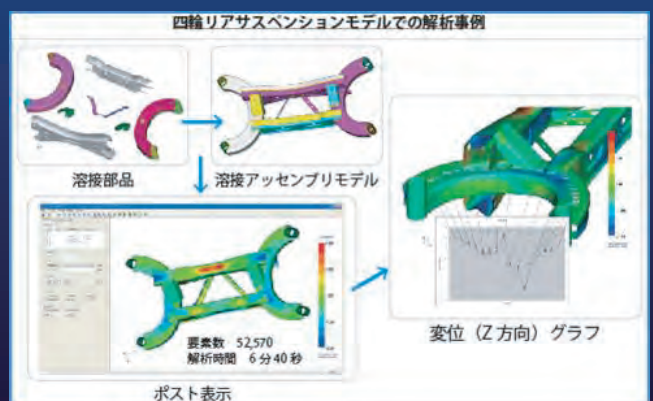 四輪リアサスペンションモデルでの解析事例
溶接部品
溶接アッセンブリモデル
要素数 52,570
解析時間 6分40秒
ポスト表示
変位（Z方向）グラフ